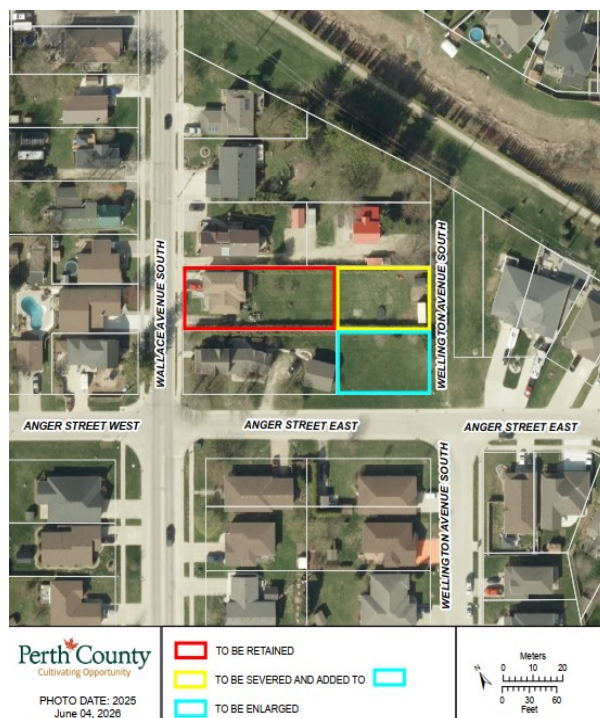 WALLACE AVENUE SOUTH
WELLINGTON AVENUE SOUTH
ANGER STREET WEST
ANGER STREET EAST
ANGER STREET EAST
WELLINGTON AVENUE SOUTH
Perth County
Cultivating Opportunity
PHOTO DATE: 2025
June 04, 2026
TO BE RETAINED
TO BE SEVERED AND ADDED TO
TO BE ENLARGED
N
Meters
0 10 20
0 30 60
Feet